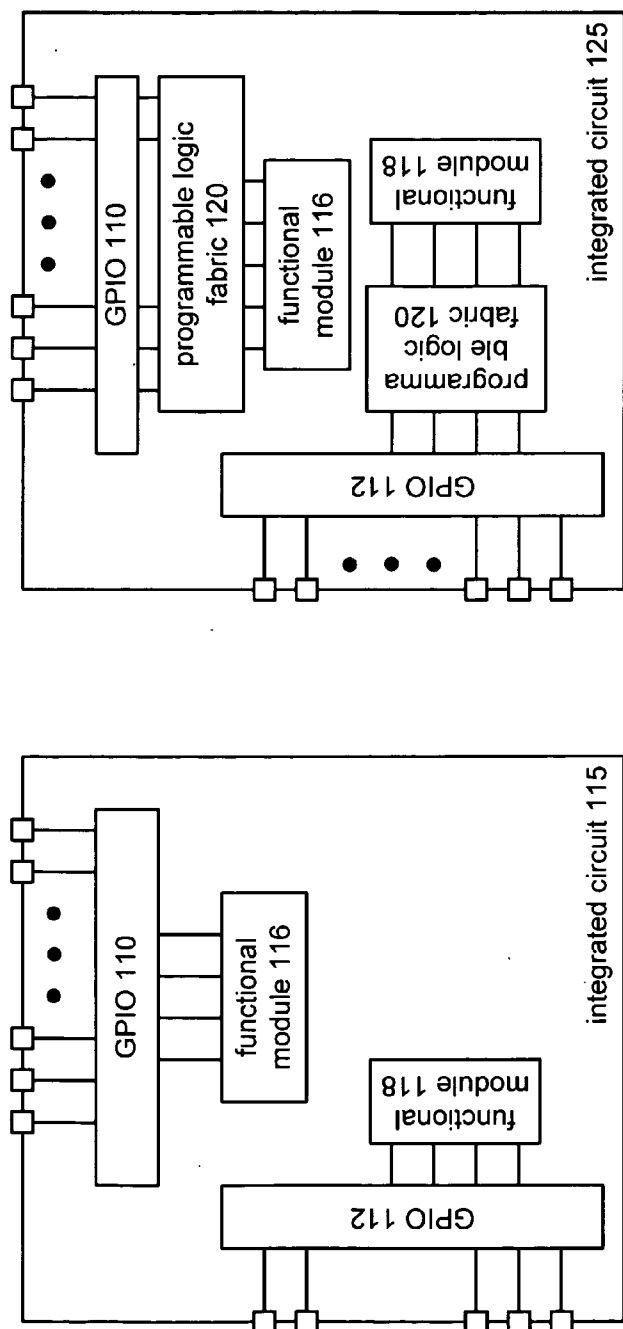 GPIO 110
programmable logic
fabric 120
functional
module 116
functional
module 118
programma
ble logic
fabric 120
GPIO 112
integrated circuit 125
GPIO 110
functional
module 116
functional
module 118
GPIO 112
integrated circuit 115